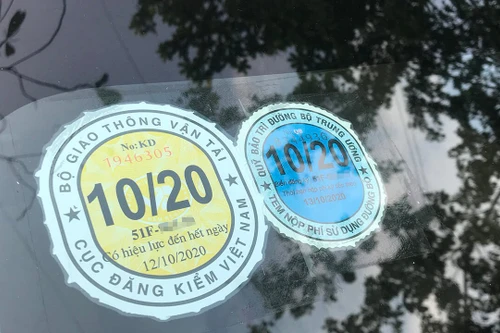 BỘ GIAO THÔNG VẬN TẢI
No:KD
1946305
10/20
51F-
Có hiệu lực đến hết ngày
12/10/2020
CỤC ĐĂNG KIỂM VIỆT NAM
QUỸ BẢO TRÌ ĐƯỜNG BỘ TRUNG ƯƠNG
10/20
TEM NỘP PHÍ SỬ DỤNG ĐƯỜNG BỘ